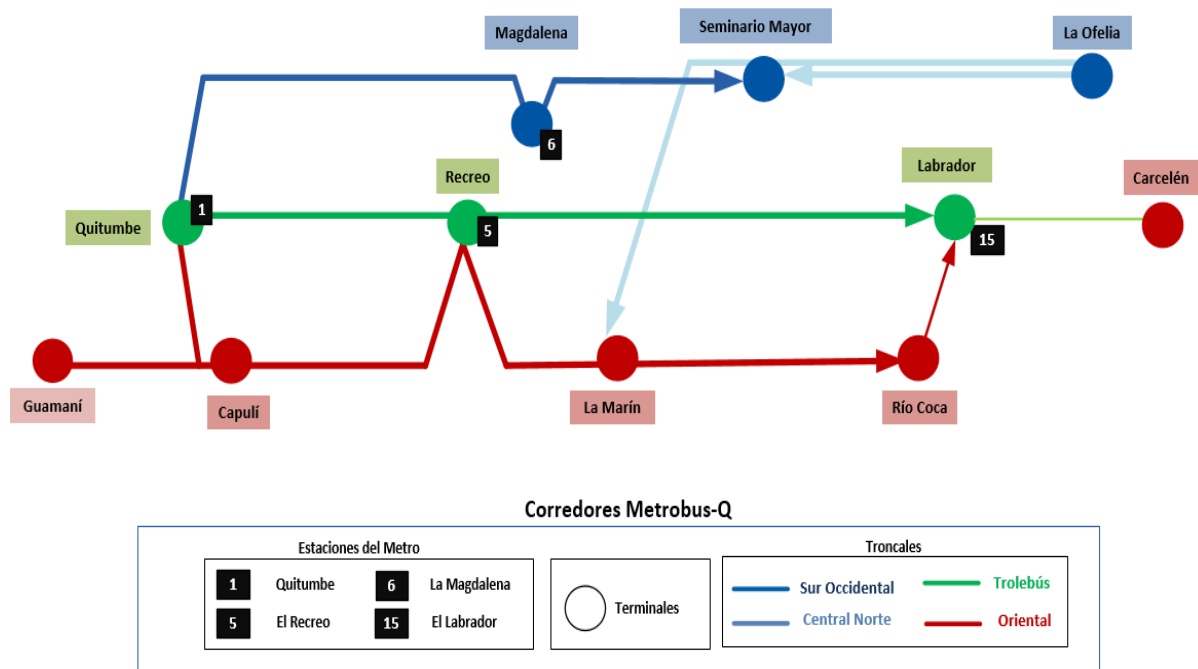 Magdalena
Seminario Mayor
La Ofelia
6
Recreo
Labrador
Carcelén
1
Quitumbe
5
15
Guamaní
Capulí
La Marín
Río Coca
Corredores Metrobus-Q
Estaciones del Metro
1 Quitumbe
6 La Magdalena
5 El Recreo
15 El Labrador
Terminales
Troncales
Sur Occidental
Trolebús
Central Norte
Oriental